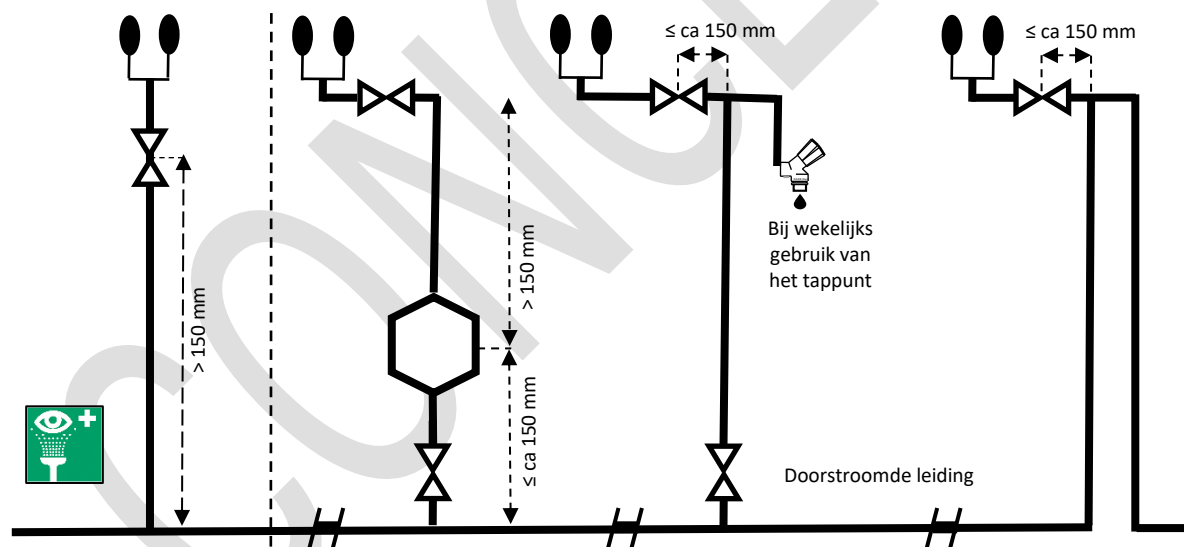 ≤ ca 150 mm
≤ ca 150 mm
> 150 mm
> 150 mm
≤ ca 150 mm
Bij wekelijks
gebruik van
het tappunt
Doorstroomde leiding